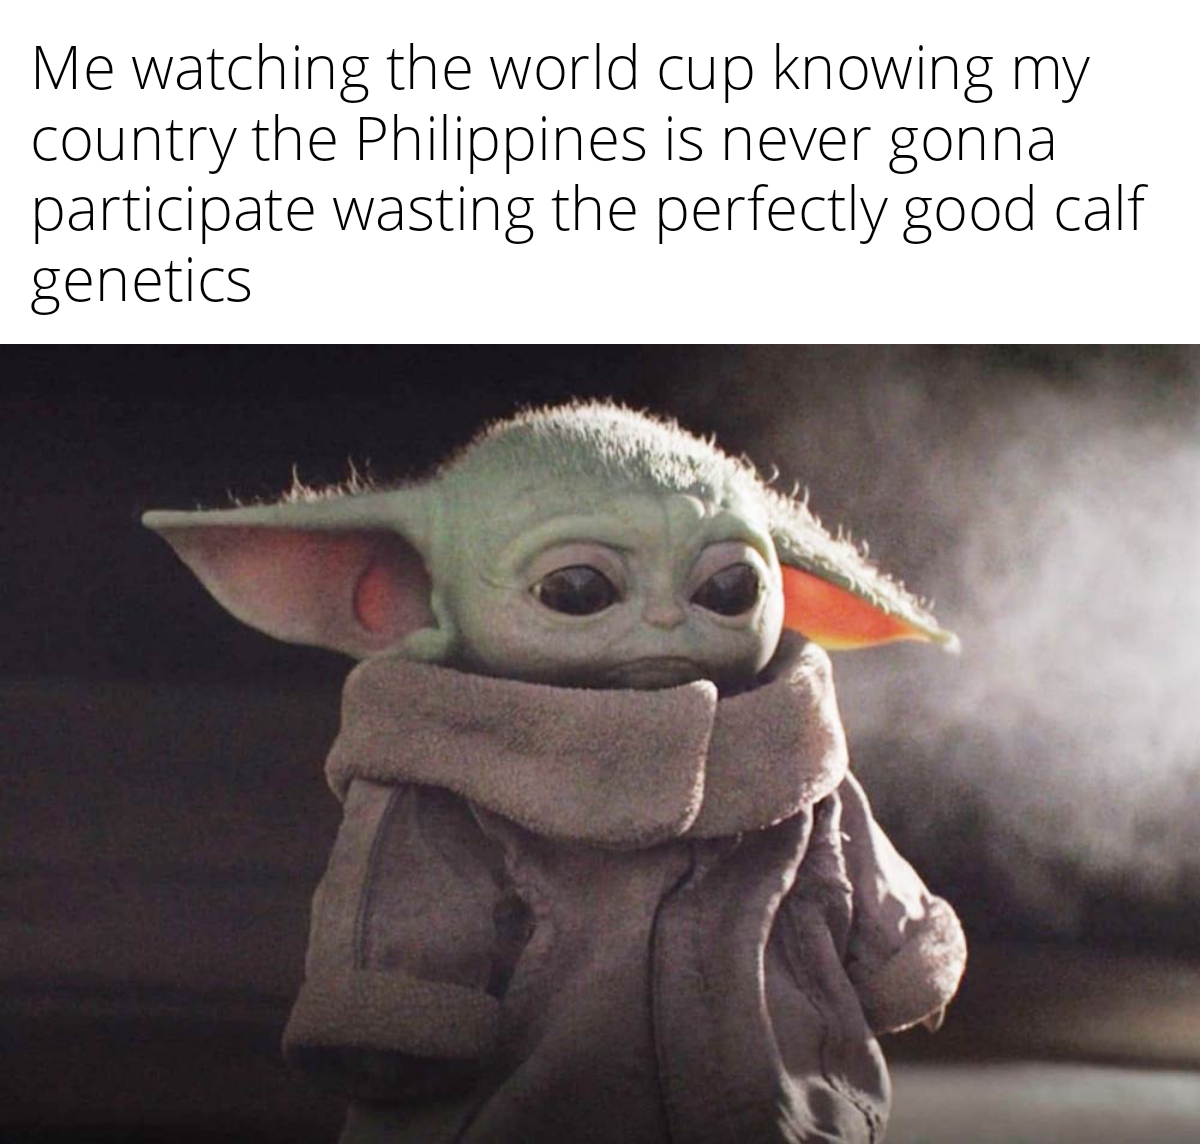 Me watching the world cup knowing my
country the Philippines is never gonna
participate wasting the perfectly good calf
genetics